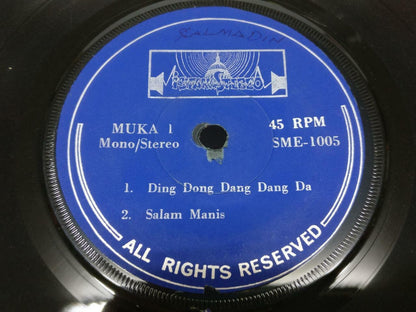 SALMADIN
MUKA 1
Mono/Stereo
45 RPM
SME-1005
1. Ding Dong Dang Dang Da
2. Salam Manis
ALL RIGHTS RESERVED